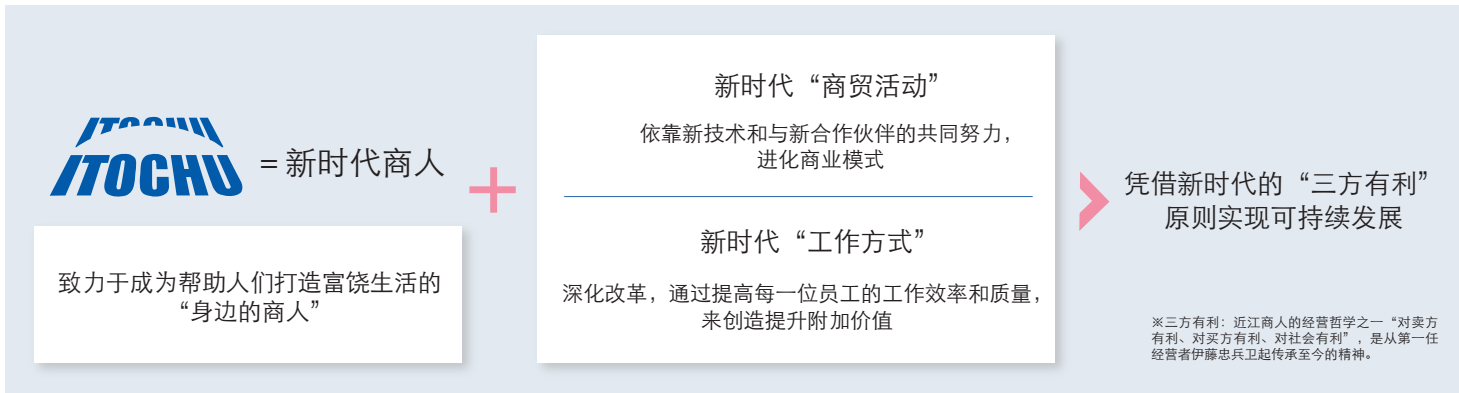 ITOCHU
ITOCHU
=新时代商人
致力于成为帮助人们打造富饶生活的
“身边的商人”
+
新时代“商贸活动”
依靠新技术和与新合作伙伴的共同努力，
进化商业模式
新时代“工作方式”
深化改革，通过提高每一位员工的工作效率和质量，
来创造提升附加价值
凭借新时代的“三方有利”
原则实现可持续发展
※三方有利：近江商人的经营哲学之一“对卖方
有利、对买方有利、对社会有利”，是从第一任
经营者伊藤忠兵卫起传承至今的精神。